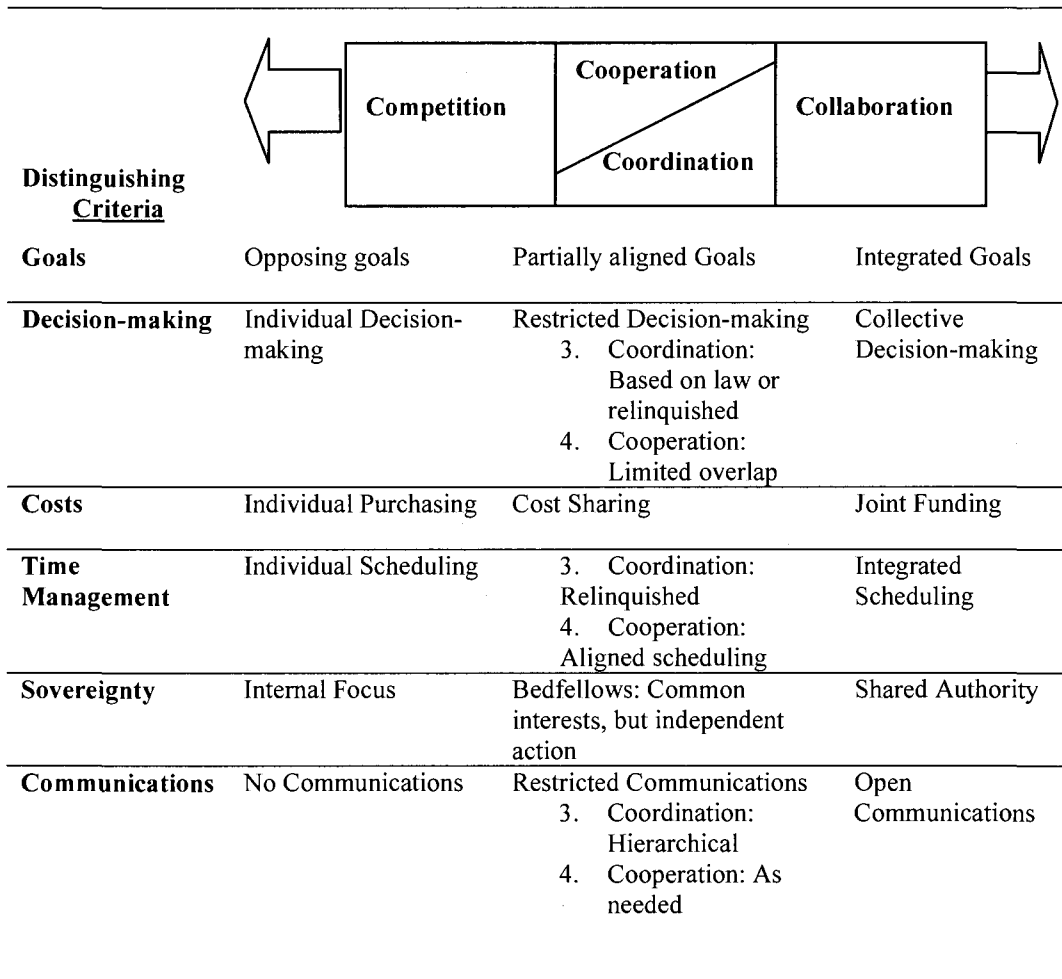 Cooperation
Competition
Collaboration
Coordination
Distinguishing
Criteria
Goals Opposing goals Partially aligned Goals Integrated Goals
Decision-making Individual Decision- Restricted Decision-making Collective
making 3. Coordination: Decision-making
Based on law or
relinquished
4. Cooperation:
Limited overlap
Costs Individual Purchasing Cost Sharing Joint Funding
Time Individual Scheduling 3. Coordination: Integrated
Management Relinquished Scheduling
4. Cooperation:
Aligned scheduling
Sovereignty Internal Focus Bedfellows: Common Shared Authority
interests, but independent
action
Communications No Communications Restricted Communications Open
3. Coordination: Communications
Hierarchical
4. Cooperation: As
needed